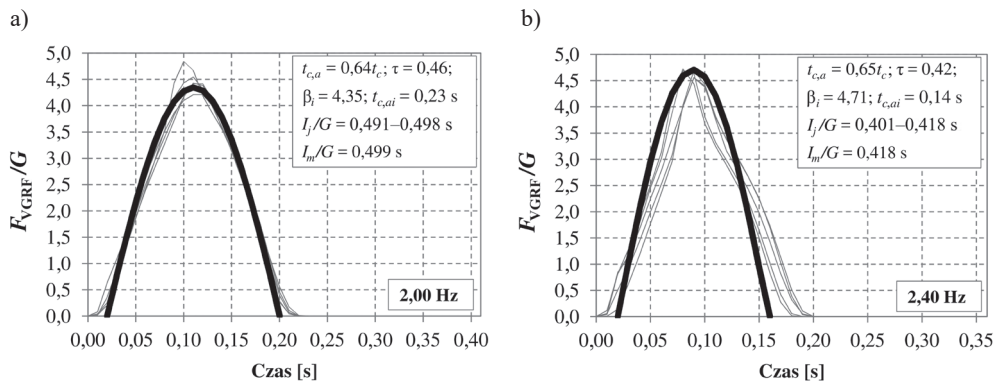 a)
F_VGRF/G
5,0
4,5
4,0
3,5
3,0
2,5
2,0
1,5
1,0
0,5
0,0
t_c,a = 0,64t_c; τ = 0,46;
β_i = 4,35; t_c,ai = 0,23 s
I_j/G = 0,491–0,498 s
I_m/G = 0,499 s
2,00 Hz
0,00 0,05 0,10 0,15 0,20 0,25 0,30 0,35 0,40
Czas [s]
b)
F_VGRF/G
5,0
4,5
4,0
3,5
3,0
2,5
2,0
1,5
1,0
0,5
0,0
t_c,a = 0,65t_c; τ = 0,42;
β_i = 4,71; t_c,ai = 0,14 s
I_j/G = 0,401–0,418 s
I_m/G = 0,418 s
2,40 Hz
0,00 0,05 0,10 0,15 0,20 0,25 0,30 0,35
Czas [s]